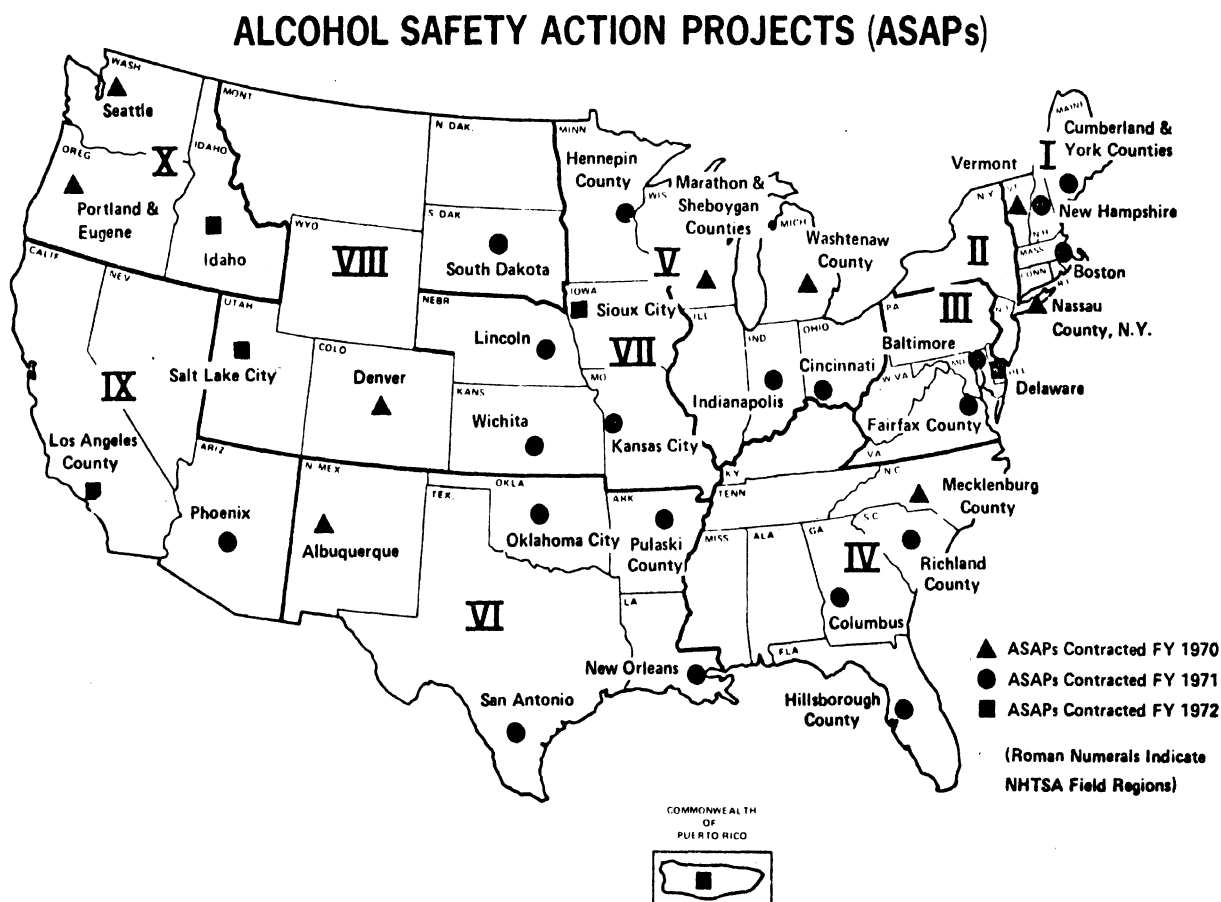 ALCOHOL SAFETY ACTION PROJECTS (ASAPs)
WASH
Seattle
OREG
Portland &
Eugene
X
IDAHO
Idaho
MONT
N DAK.
S DAK
South Dakota
WYO
VIII
MINN
Hennepin
County
WIS
Marathon &
Sheboygan
Counties
V
MICH
Washtenaw
County
MAINE
I
Cumberland &
York Counties
Vermont
VT
New Hampshire
N.H.
N.Y.
II
MASS
Boston
CONN
R.I.
Nassau
County, N.Y.
CALIF
NEV
UTAH
Salt Lake City
IX
Los Angeles
County
COLO
Denver
NEBR
Lincoln
IOWA
Sioux City
VII
KANS
Wichita
MO
Kansas City
ILL
IND
Indianapolis
OHIO
Cincinnati
PA
III
N.J.
Baltimore
MD
DEL
Delaware
W VA
Fairfax County
VA
KY
ARIZ
Phoenix
N MEX
Albuquerque
TEX.
OKLA
Oklahoma City
ARK
Pulaski
County
TENN
N C
Mecklenburg
County
MISS
ALA
GA
S C
IV
Richland
County
Columbus
VI
LA
New Orleans
San Antonio
FLA
Hillsborough
County
ASAPs Contracted FY 1970
ASAPs Contracted FY 1971
ASAPs Contracted FY 1972
(Roman Numerals Indicate
NHTSA Field Regions)
COMMONWEALTH
OF
PUERTO RICO